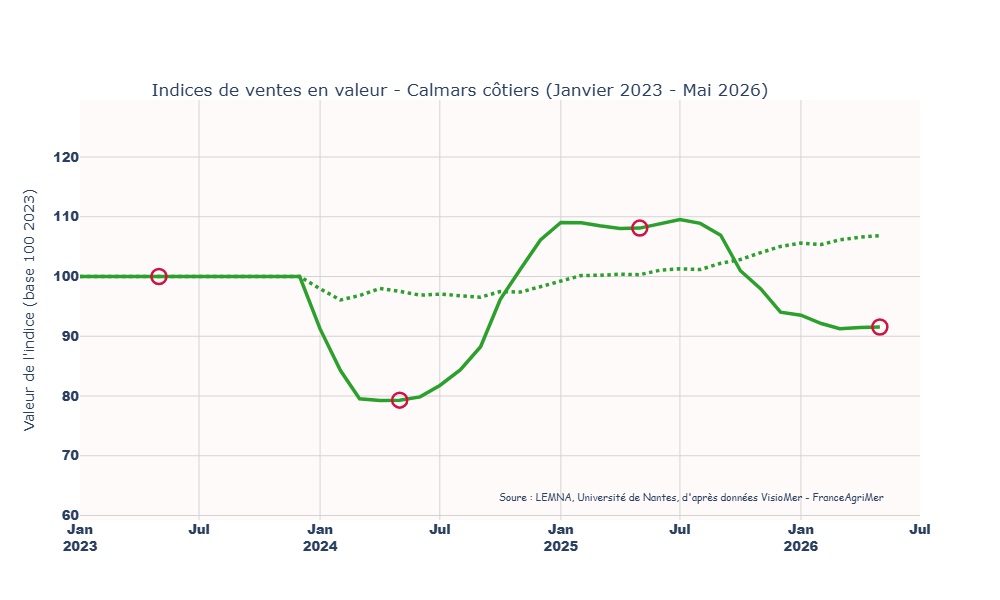 Indices de ventes en valeur - Calmars côtiers (Janvier 2023 - Mai 2026)
Valeur de l'indice (base 100 2023)
120
110
100
90
80
70
60
Soure : LEMNA, Université de Nantes, d'après données VisioMer - FranceAgriMer
Jan Jul Jan Jul Jan Jul Jan Jul
2023 2024 2025 2026